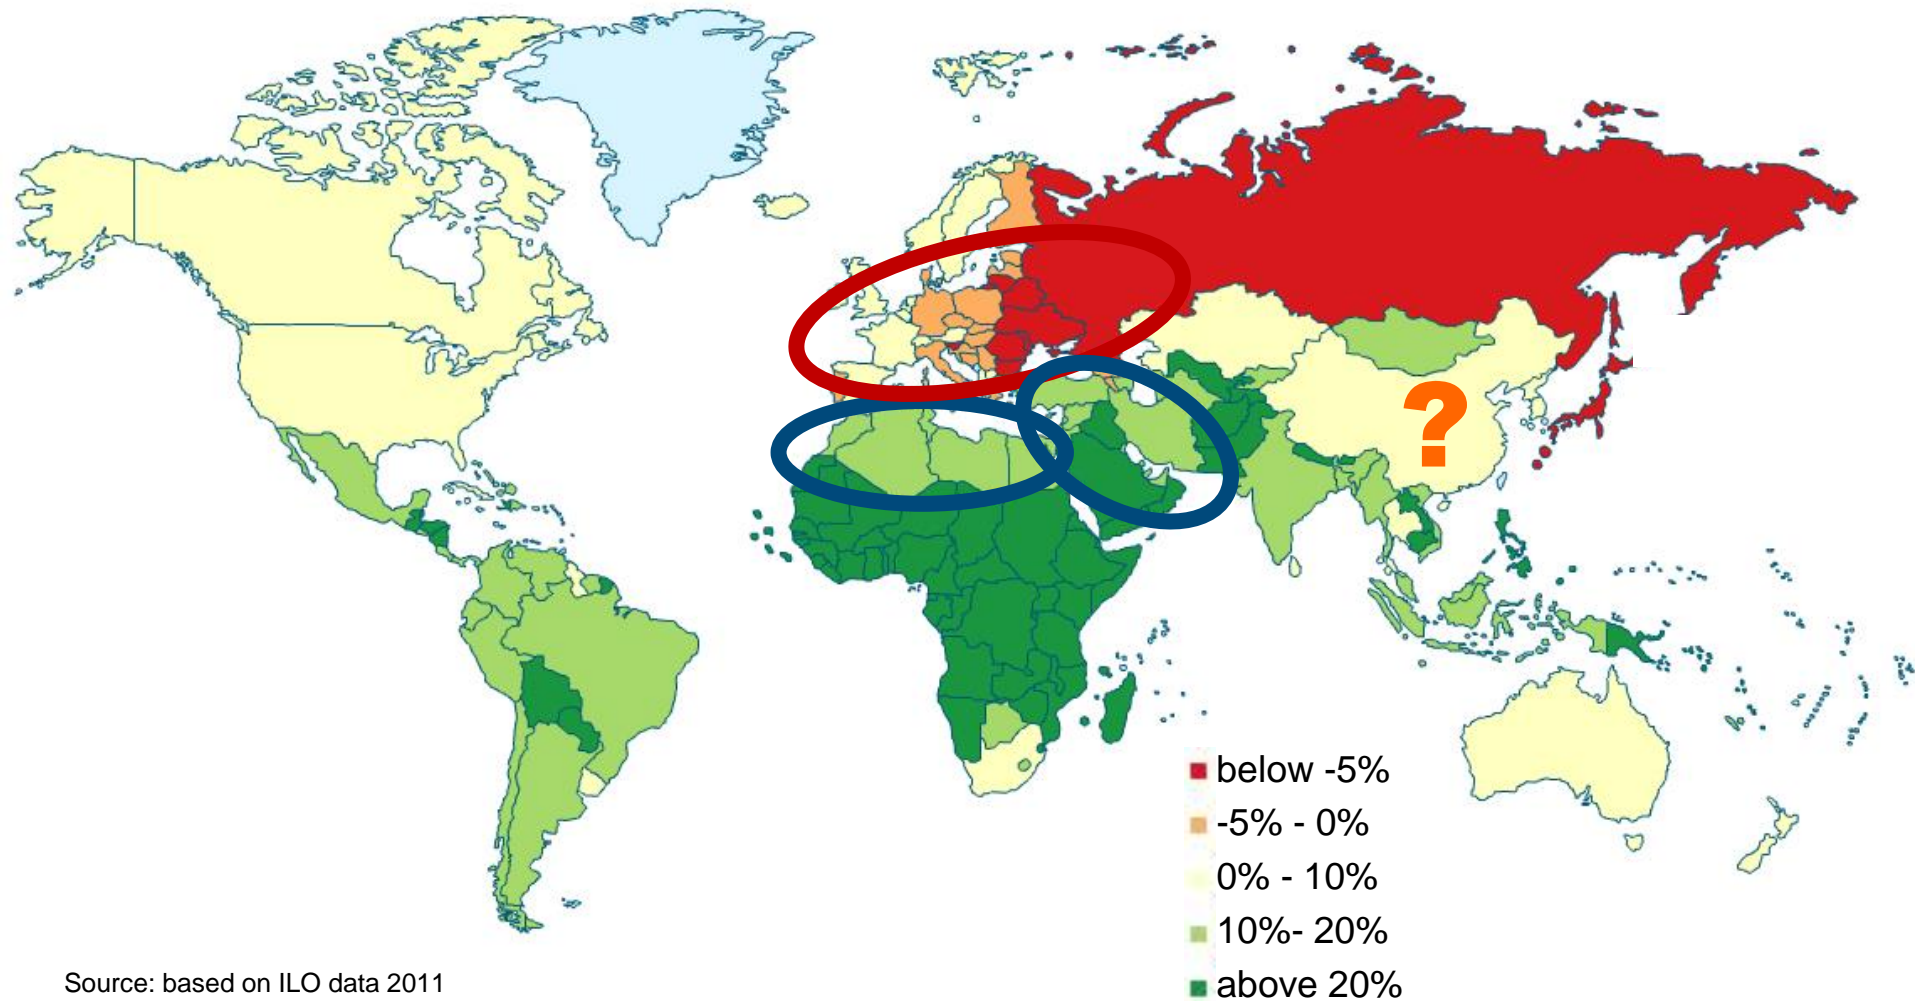 ?
below -5%
-5% - 0%
0% - 10%
10%- 20%
above 20%
Source: based on ILO data 2011